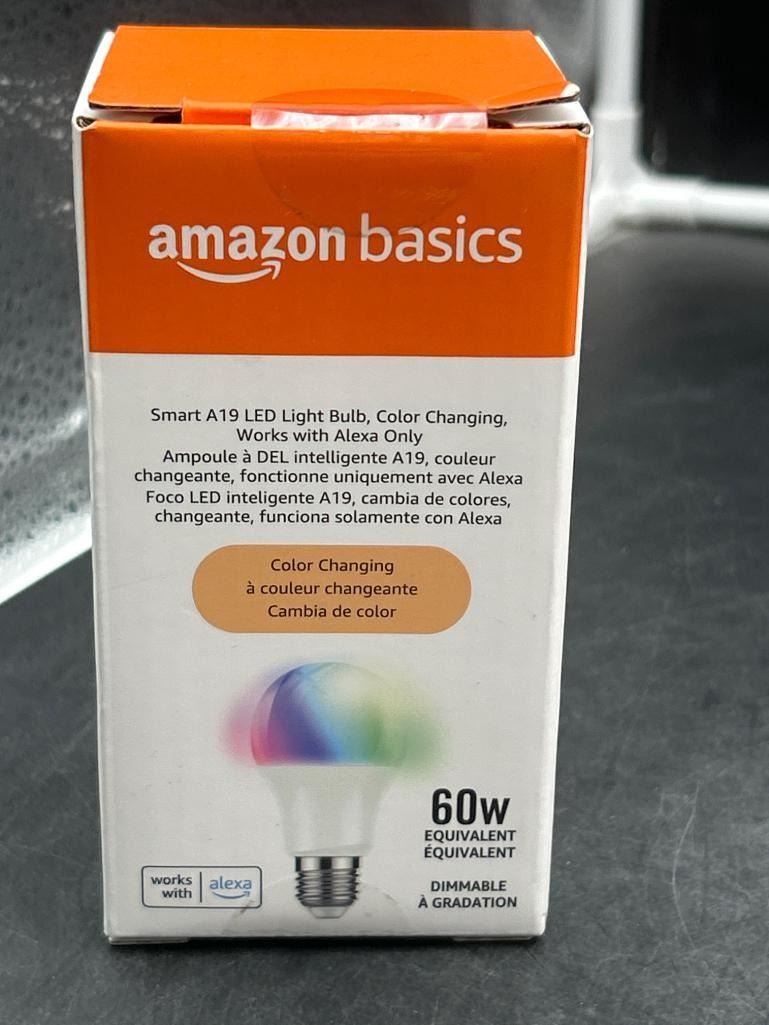 amazon basics
Smart A19 LED Light Bulb, Color Changing,
Works with Alexa Only
Ampoule à DEL intelligente A19, couleur
changeante, fonctionne uniquement avec Alexa
Foco LED inteligente A19, cambia de colores,
changeante, funciona solamente con Alexa
Color Changing
à couleur changeante
Cambia de color
60w
EQUIVALENT
ÉQUIVALENT
DIMMABLE
À GRADATION
works
with
alexa